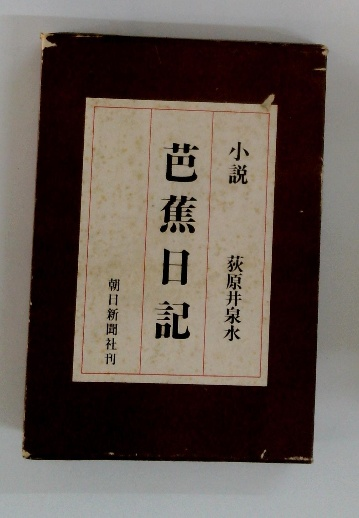 小説 荻原井泉水
芭蕉日記
朝日新聞社刊